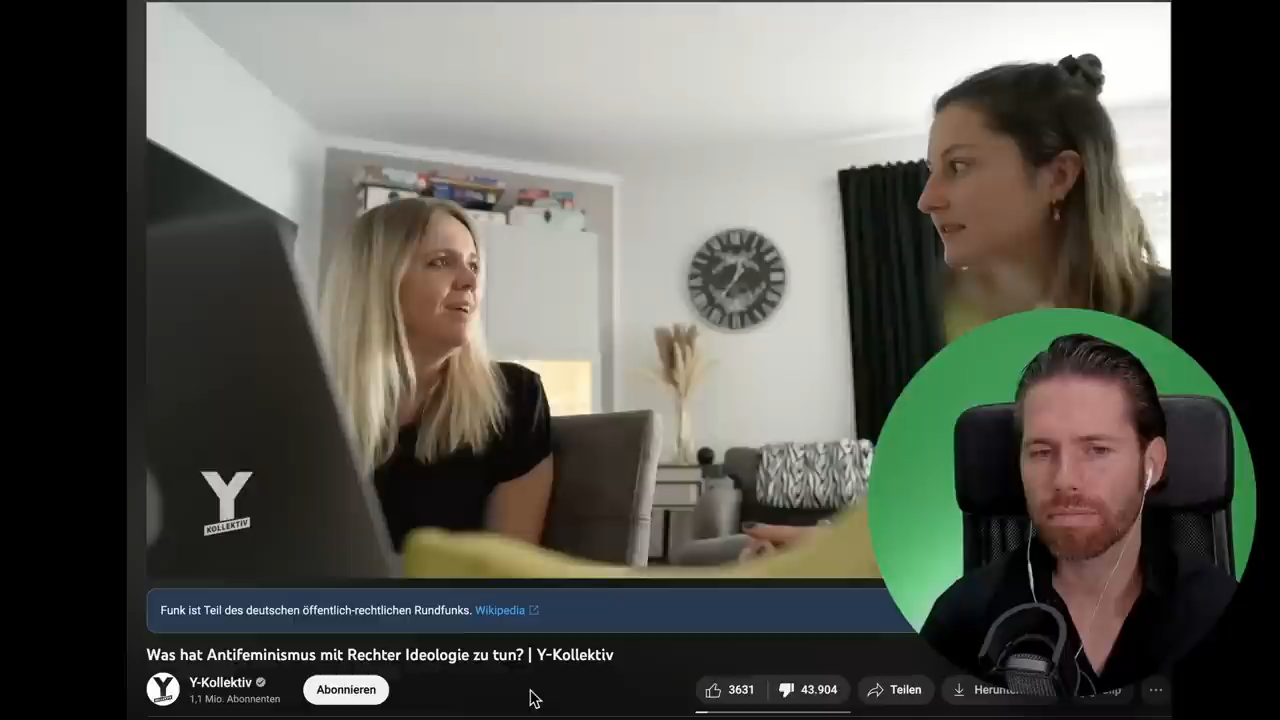 Y
KOLLEKTIV
Funk ist Teil des deutschen öffentlich-rechtlichen Rundfunks. Wikipedia
Was hat Antifeminismus mit Rechter Ideologie zu tun? | Y-Kollektiv
Y-Kollektiv
1,1 Mio. Abonnenten
Abonnieren
3631
43.904
Teilen